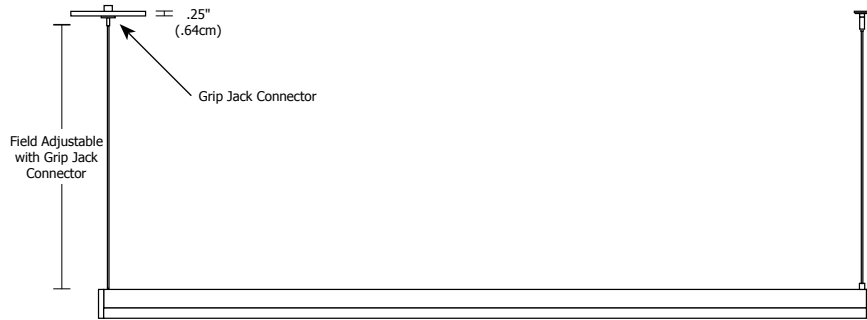 .25"
(.64cm)
Grip Jack Connector
Field Adjustable
with Grip Jack
Connector